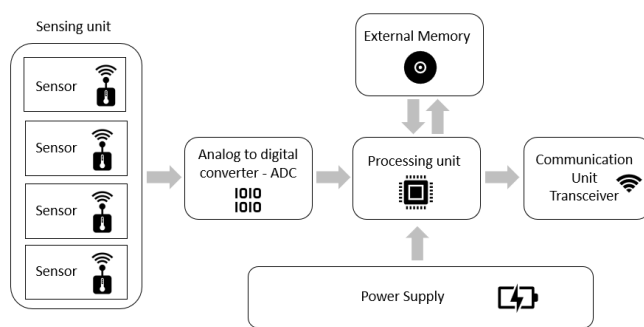 Sensing unit
Sensor
Sensor
Sensor
Sensor
Analog to digital
converter - ADC
1010
1010
External Memory
Processing unit
Communication
Unit
Transceiver
Power Supply